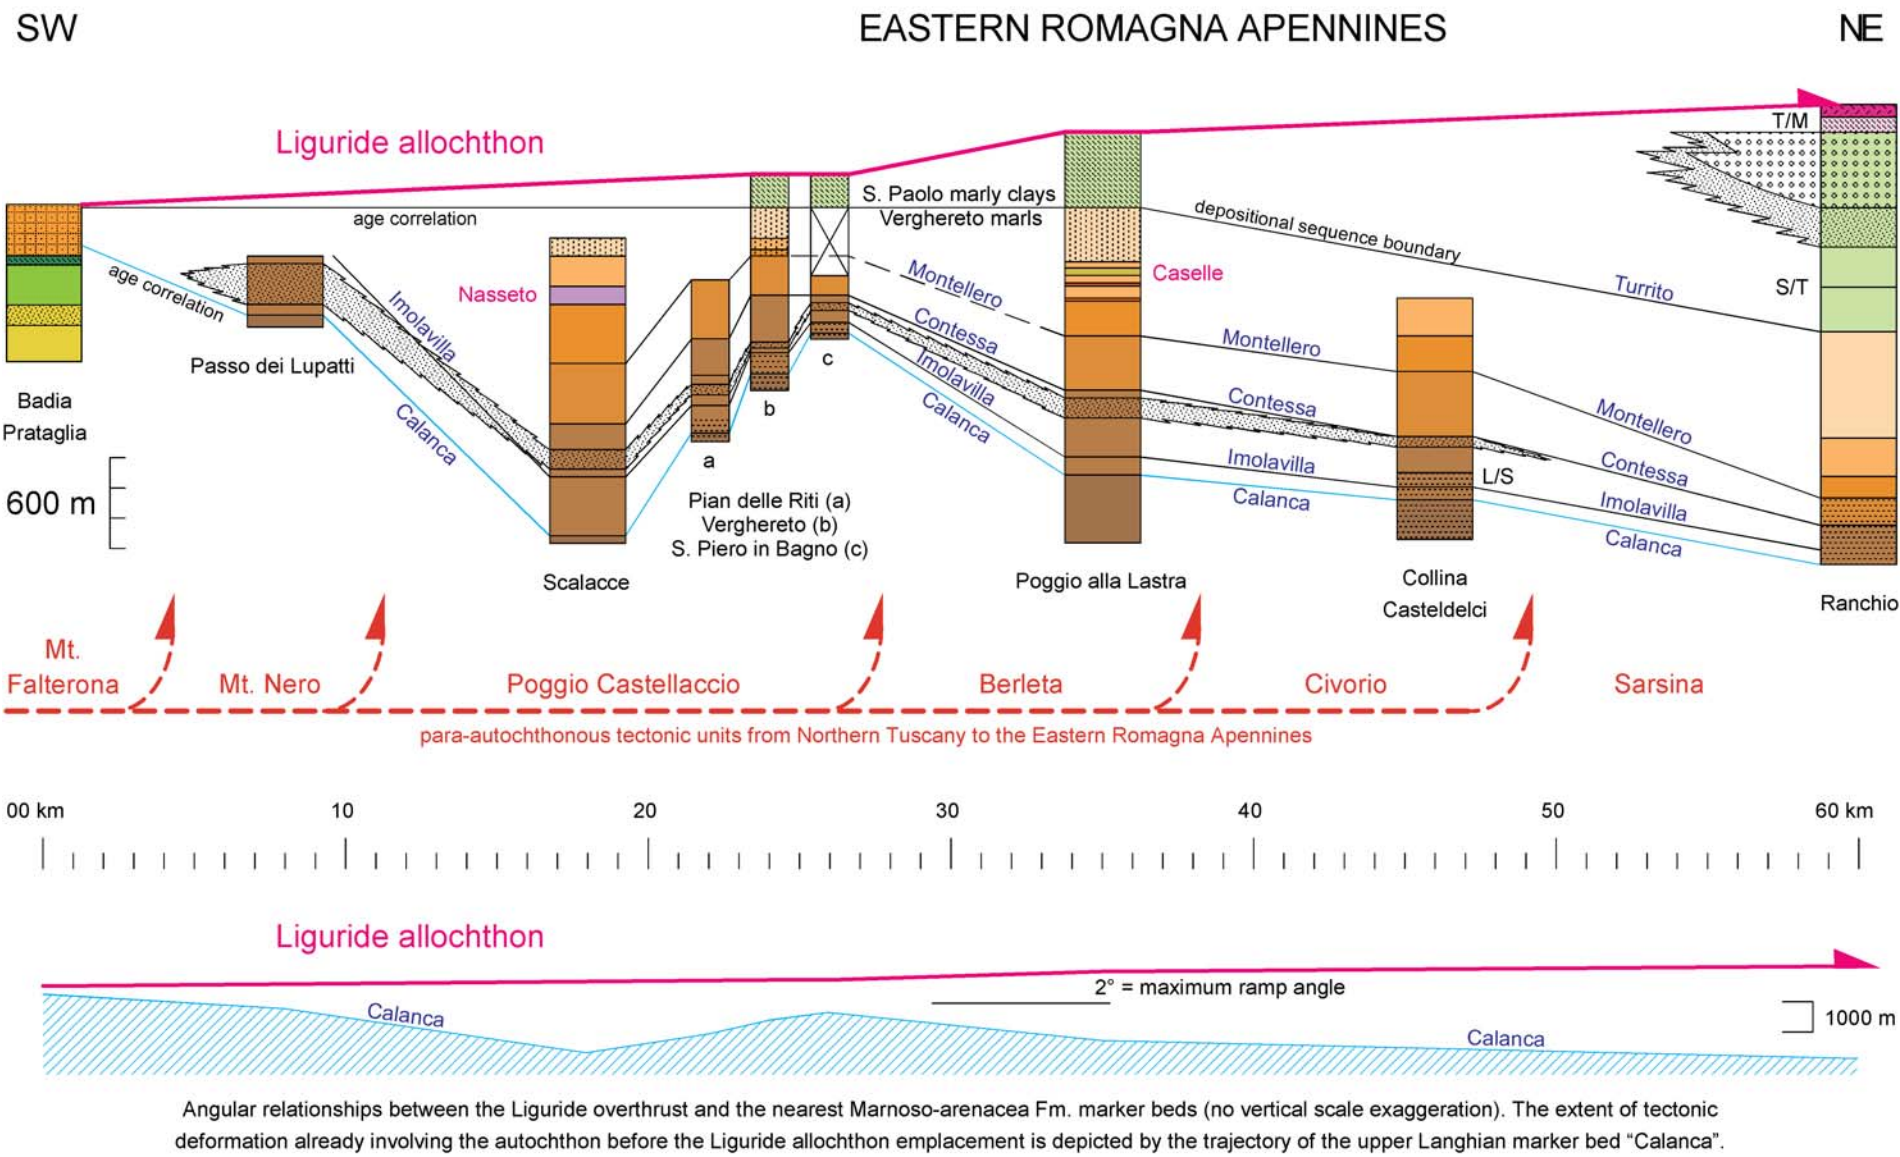 SW
EASTERN ROMAGNA APENNINES
NE
Liguride allochthon
T/M
age correlation
S. Paolo marly clays
Verghereto marls
depositional sequence boundary
age correlation
Imolavilla
Nasseto
Montellero
Caselle
Turrito
S/T
Passo dei Lupatti
Contessa
Montellero
c
Imolavilla
Badia
Prataglia
Calanca
b
Calanca
Contessa
Montellero
a
Imolavilla
L/S
Contessa
600 m
Pian delle Riti (a)
Verghereto (b)
S. Piero in Bagno (c)
Calanca
Imolavilla
Calanca
Scalacce
Poggio alla Lastra
Collina
Casteldelci
Ranchio
Mt.
Falterona
Mt. Nero
Poggio Castellaccio
Berleta
Civorio
Sarsina
para-autochthonous tectonic units from Northern Tuscany to the Eastern Romagna Apennines
00 km
10
20
30
40
50
60 km
Liguride allochthon
2° = maximum ramp angle
Calanca
1000 m
Calanca
Angular relationships between the Liguride overthrust and the nearest Marnoso-arenacea Fm. marker beds (no vertical scale exaggeration). The extent of tectonic
deformation already involving the autochthon before the Liguride allochthon emplacement is depicted by the trajectory of the upper Langhian marker bed “Calanca”.